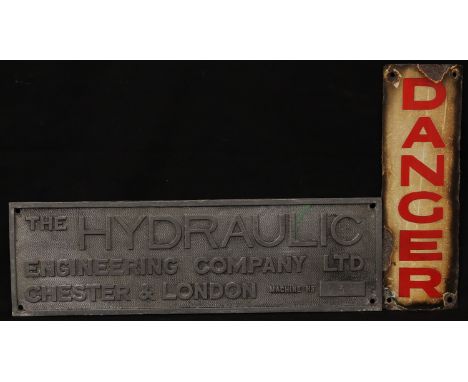 THE HYDRAULIC
ENGINEERING COMPANY LTD
CHESTER & LONDON MACHINE No
DANGER